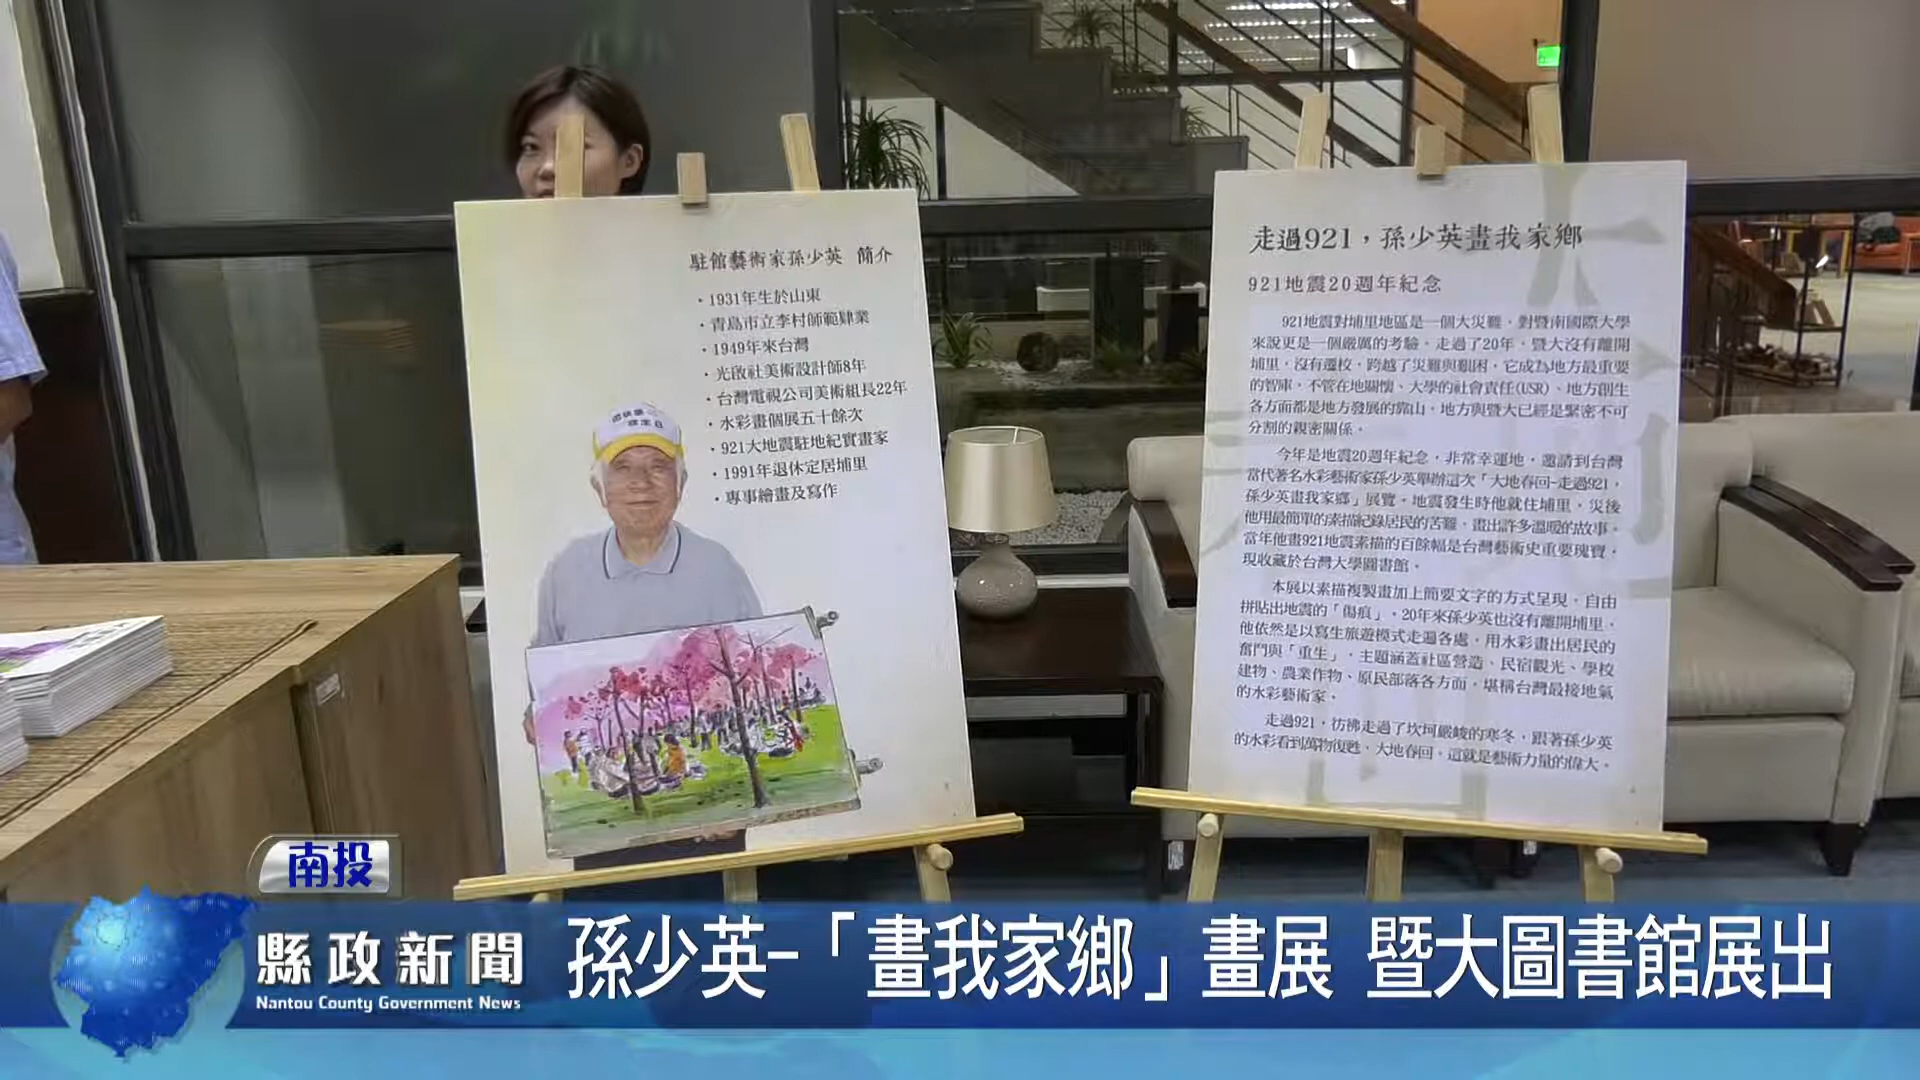 駐館藝術家孫少英 簡介
・1931年生於山東
・青島市立李村師範肄業
・1949年來台灣
・光啟社美術設計師8年
・台灣電視公司美術組長22年
・水彩畫個展五十餘次
・921大地震駐地紀實畫家
・1991年退休定居埔里
・專事繪畫及寫作
走過921，孫少英畫我家鄉
921地震20週年紀念
921地震對埔里地區是一個大災難，對暨南國際大學
來說更是一個嚴厲的考驗。走過了20年，暨大沒有離開
埔里，沒有遷校，跨越了災難與艱困，它成為地方最重要
的智庫，不管在地關懷、大學的社會責任(USR)、地方創生
各方面都是地方發展的靠山，地方與暨大已經是緊密不可
分割的親密關係。
今年是地震20週年紀念，非常幸運地，邀請到台灣
當代著名水彩藝術家孫少英舉辦這次「大地春回-走過921，
孫少英畫我家鄉」展覽。地震發生時他就住埔里，災後
他用最簡單的素描紀錄居民的苦難，畫出許多溫暖的故事。
當年他畫921地震素描的百餘幅是台灣藝術史重要瑰寶，
現收藏於台灣大學圖書館。
本展以素描複製畫加上簡要文字的方式呈現，自由
拼貼出地震的「傷痕」。20年來孫少英也沒有離開埔里，
他依然是以寫生旅遊模式走遍各處，用水彩畫出居民的
奮鬥與「重生」，主題涵蓋社區營造、民宿觀光、學校
建物、農業作物、原民部落各方面，堪稱台灣最接地氣
的水彩藝術家。
走過921，彷彿走過了坎坷嚴峻的寒冬，跟著孫少英
的水彩看到萬物復甦，大地春回，這就是藝術力量的偉大。
南投
縣政新聞
Nantou County Government News
孫少英-「畫我家鄉」畫展 暨大圖書館展出